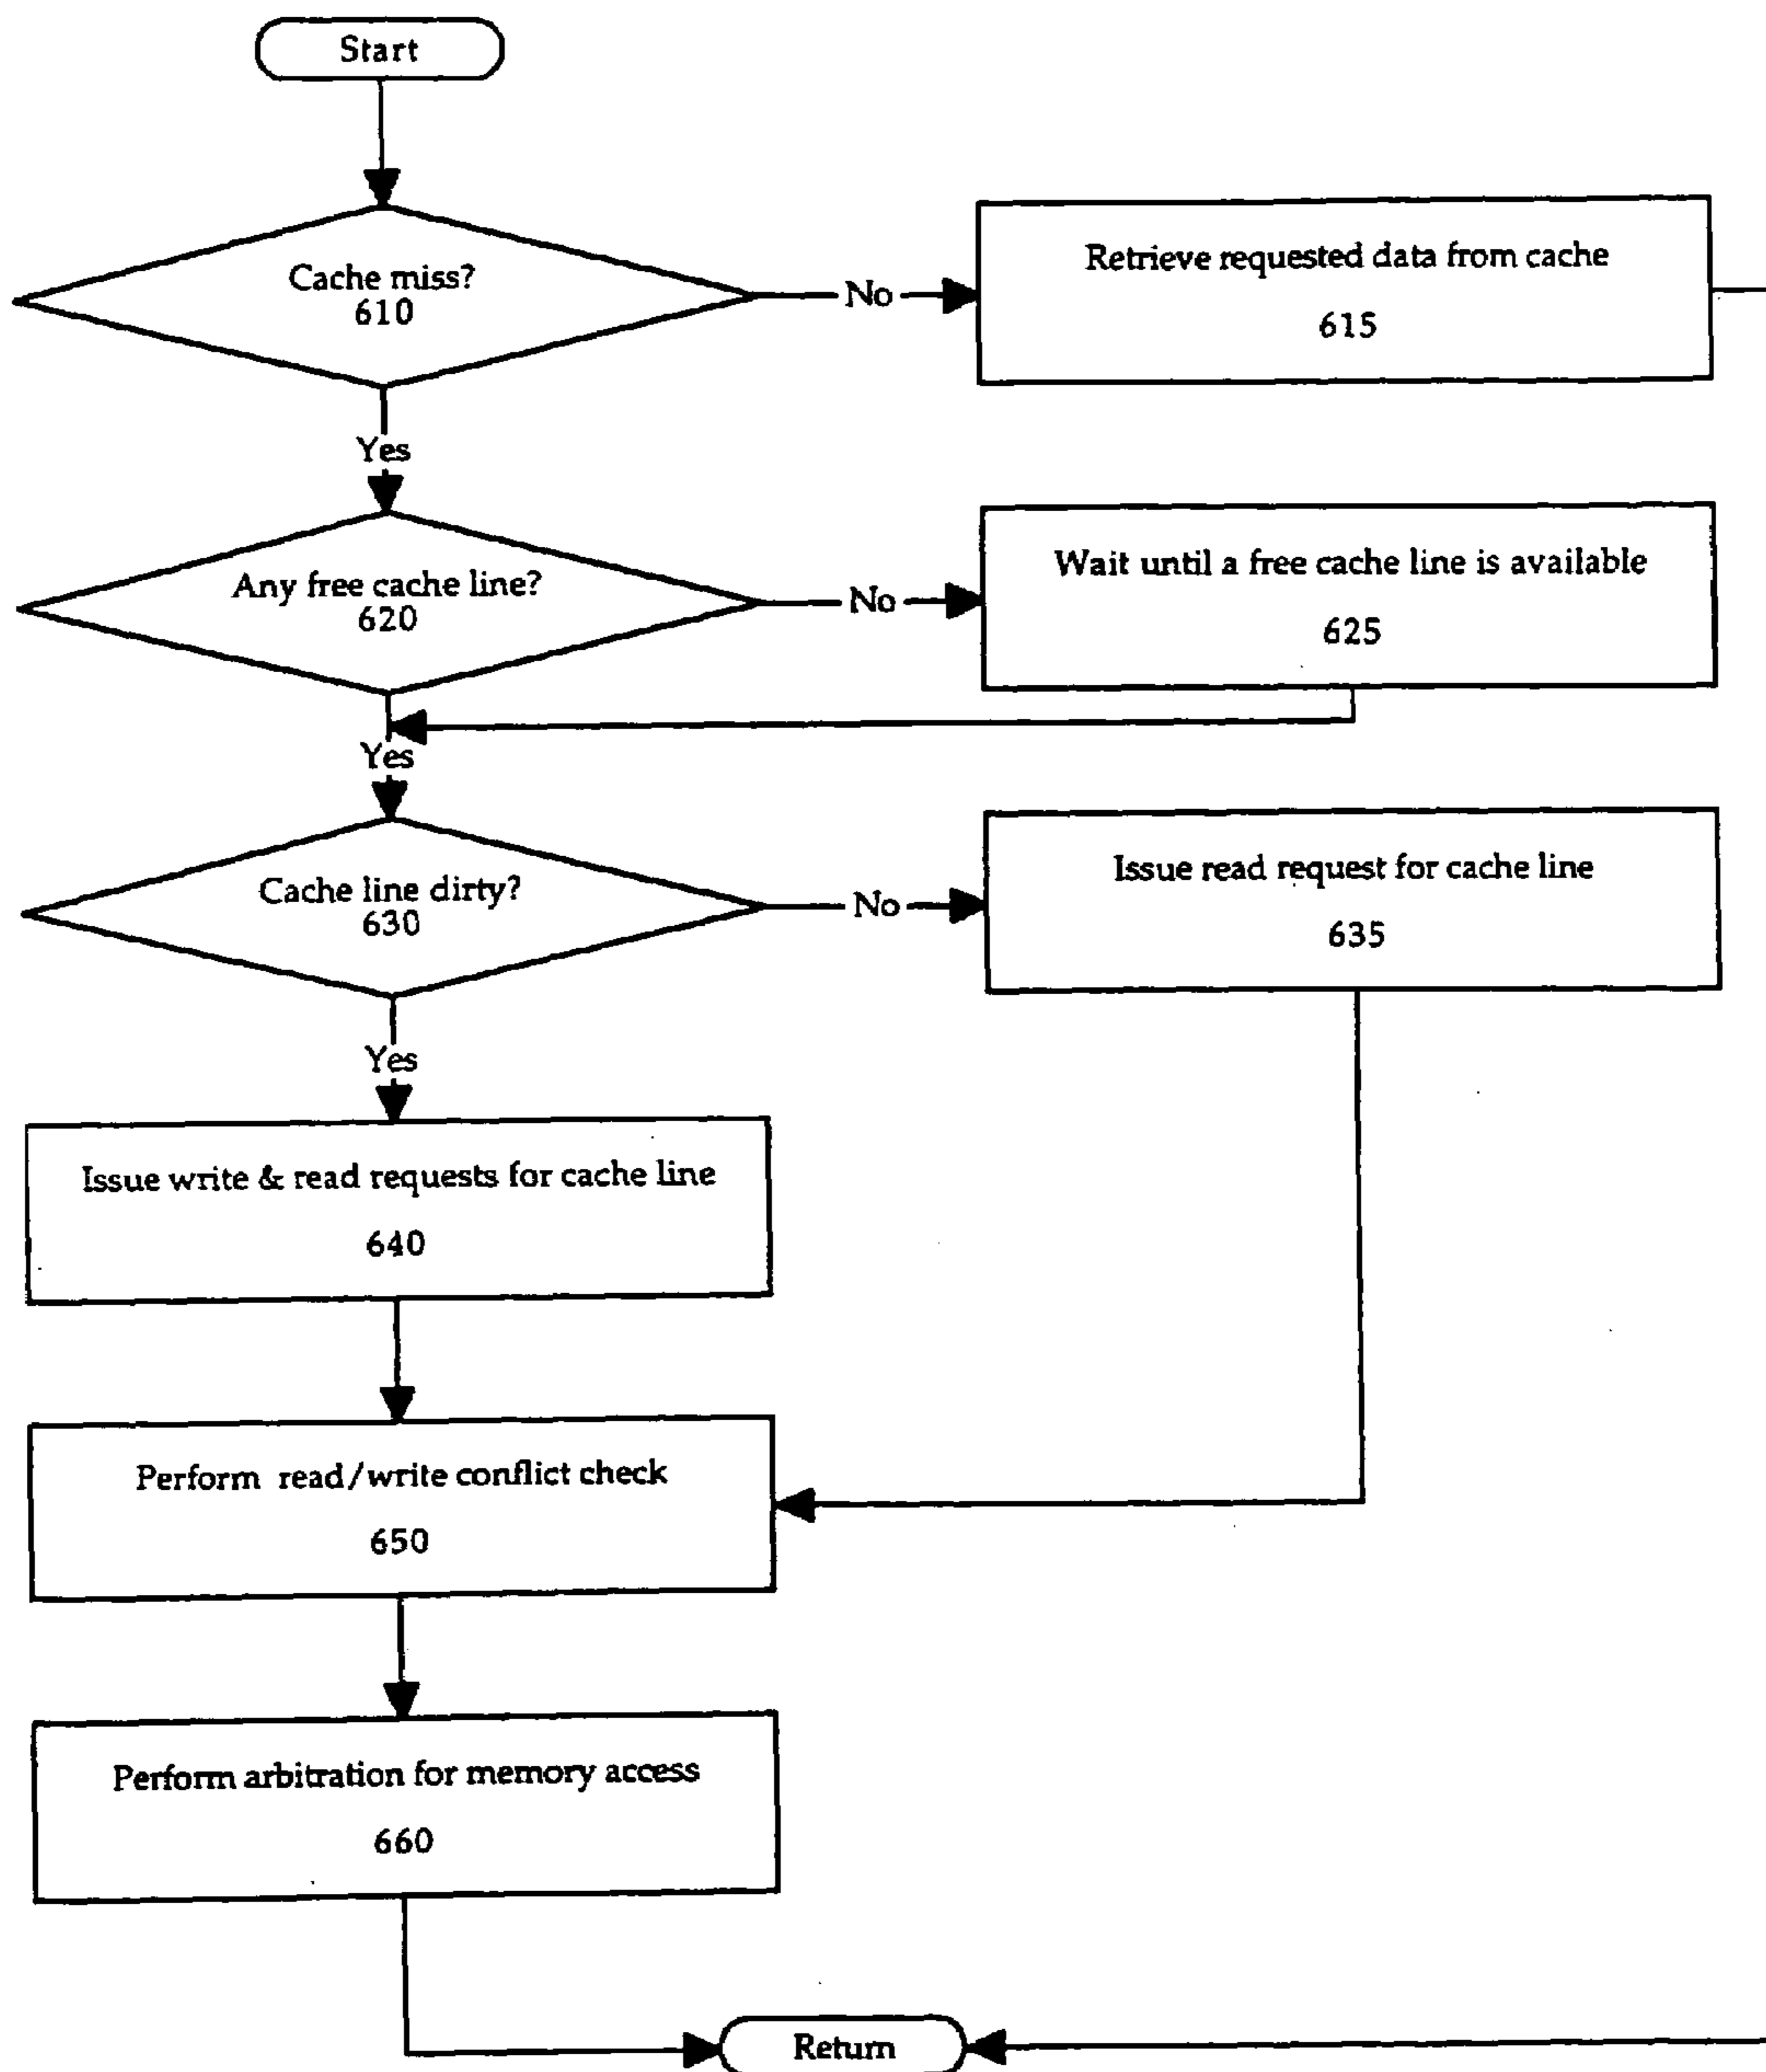 Start
Cache miss?
610
No
Retrieve requested data from cache
615
Yes
Any free cache line?
620
No
Wait until a free cache line is available
625
Yes
Cache line dirty?
630
No
Issue read request for cache line
635
Yes
Issue write & read requests for cache line
640
Perform read/write conflict check
650
Perform arbitration for memory access
660
Return